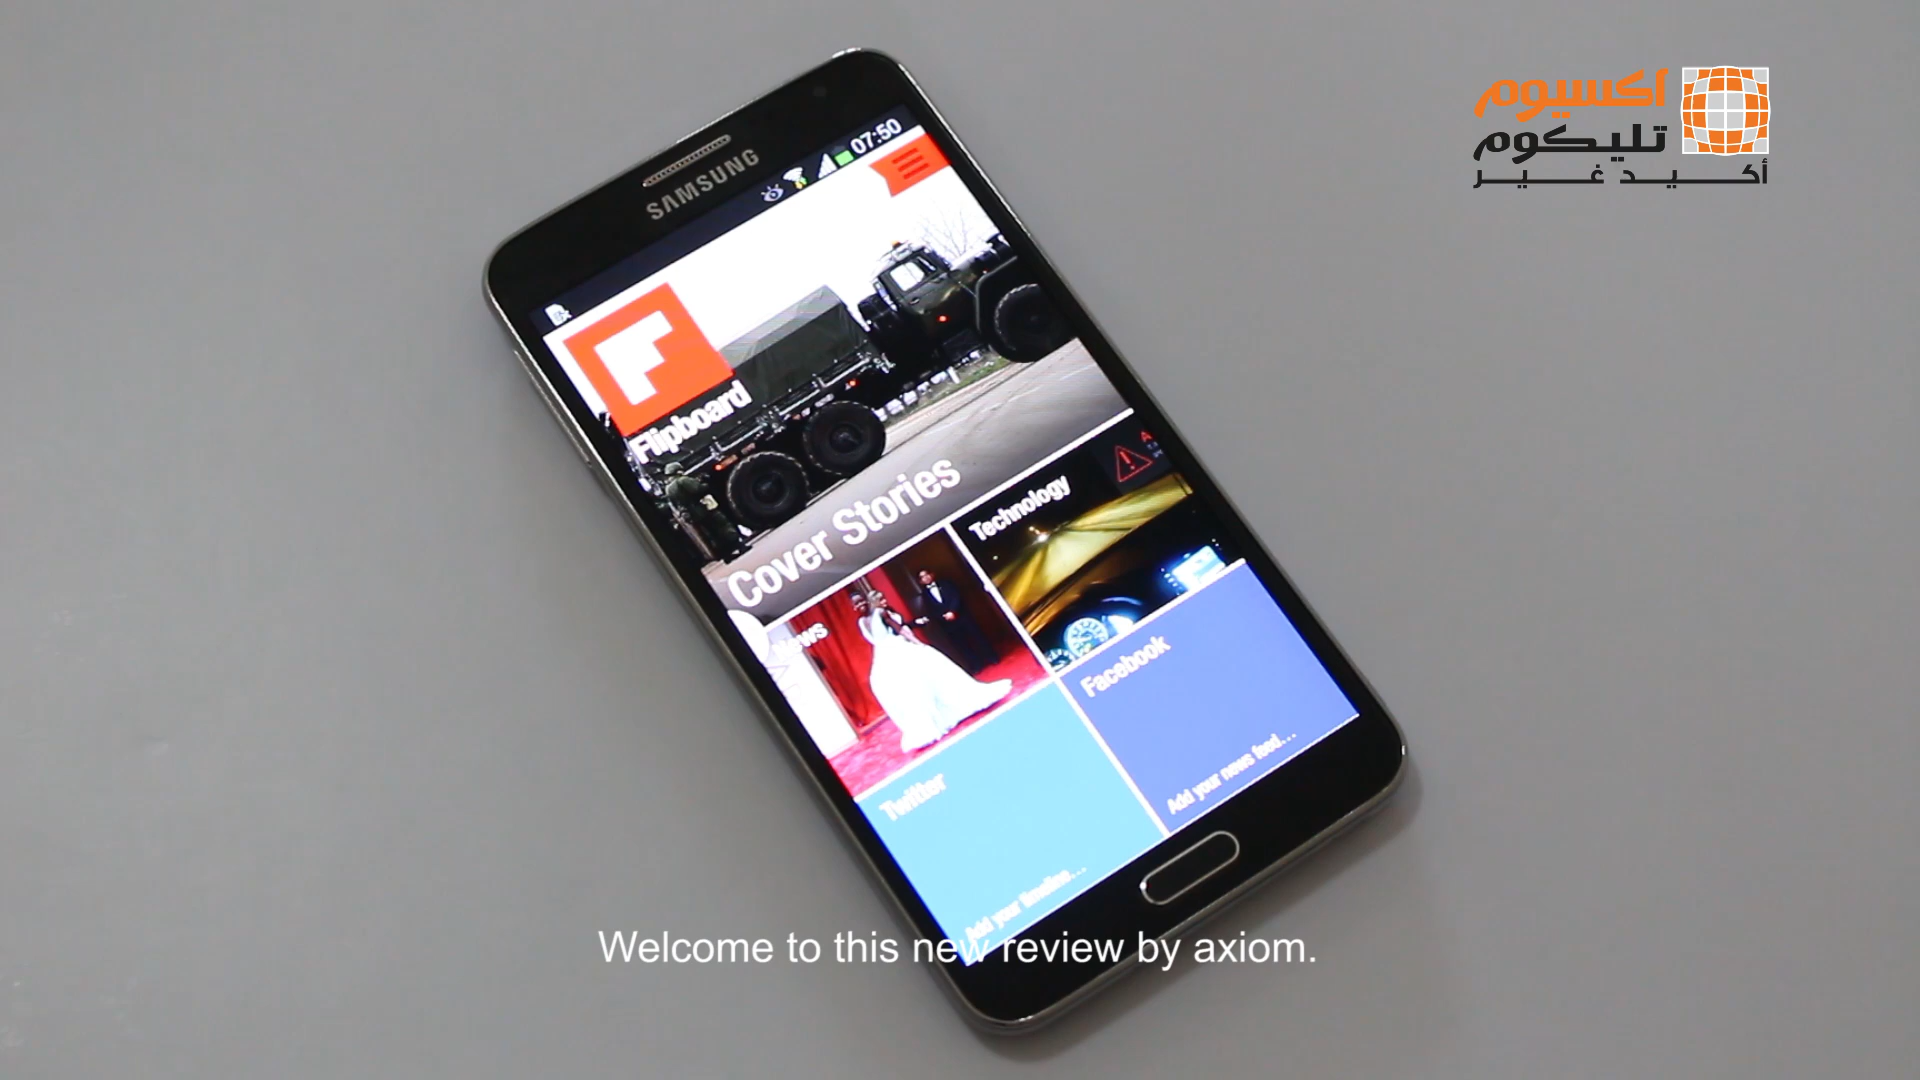 اكسيوم
تليكوم
أكيد غير
SAMSUNG
07:50
Flipboard
Cover Stories
Technology
News
Facebook
Add your news feed...
Twitter
Add your timeline...
Welcome to this new review by axiom.